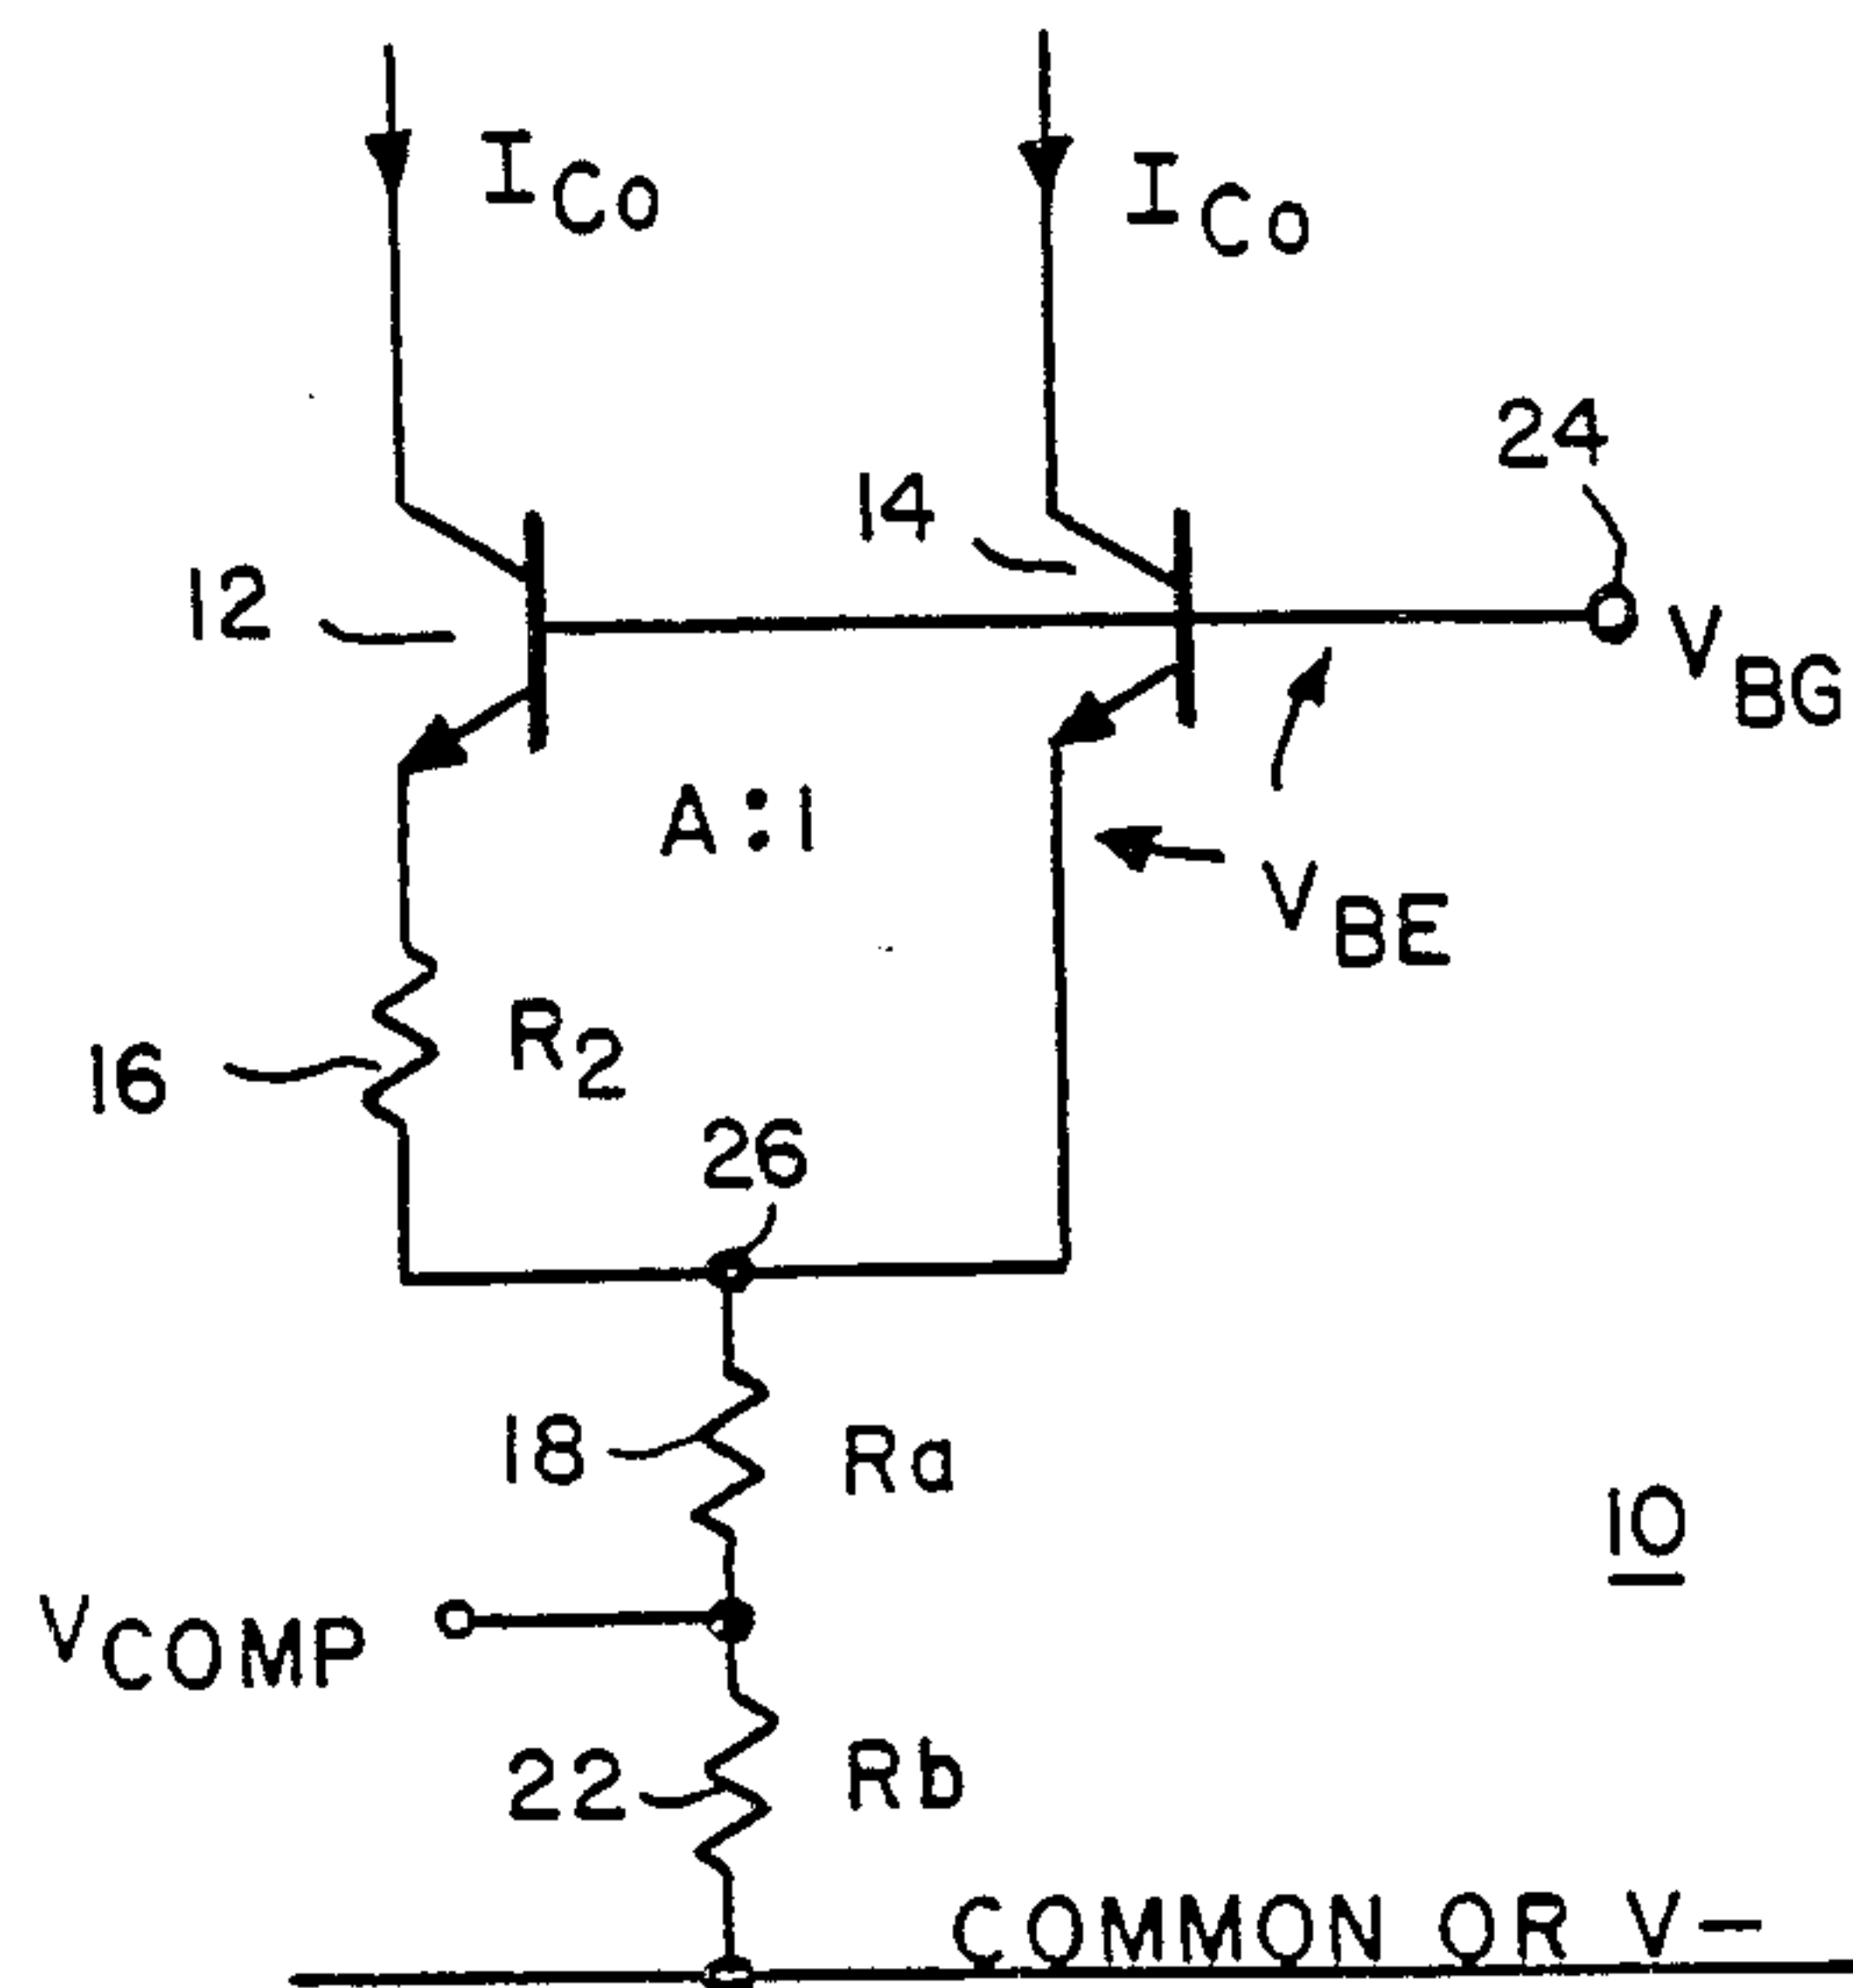 I_Co
I_Co
24
14
12
V_BG
A:1
V_BE
R_2
16
26
18
Ra
10
V_COMP
22
Rb
COMMON OR V-